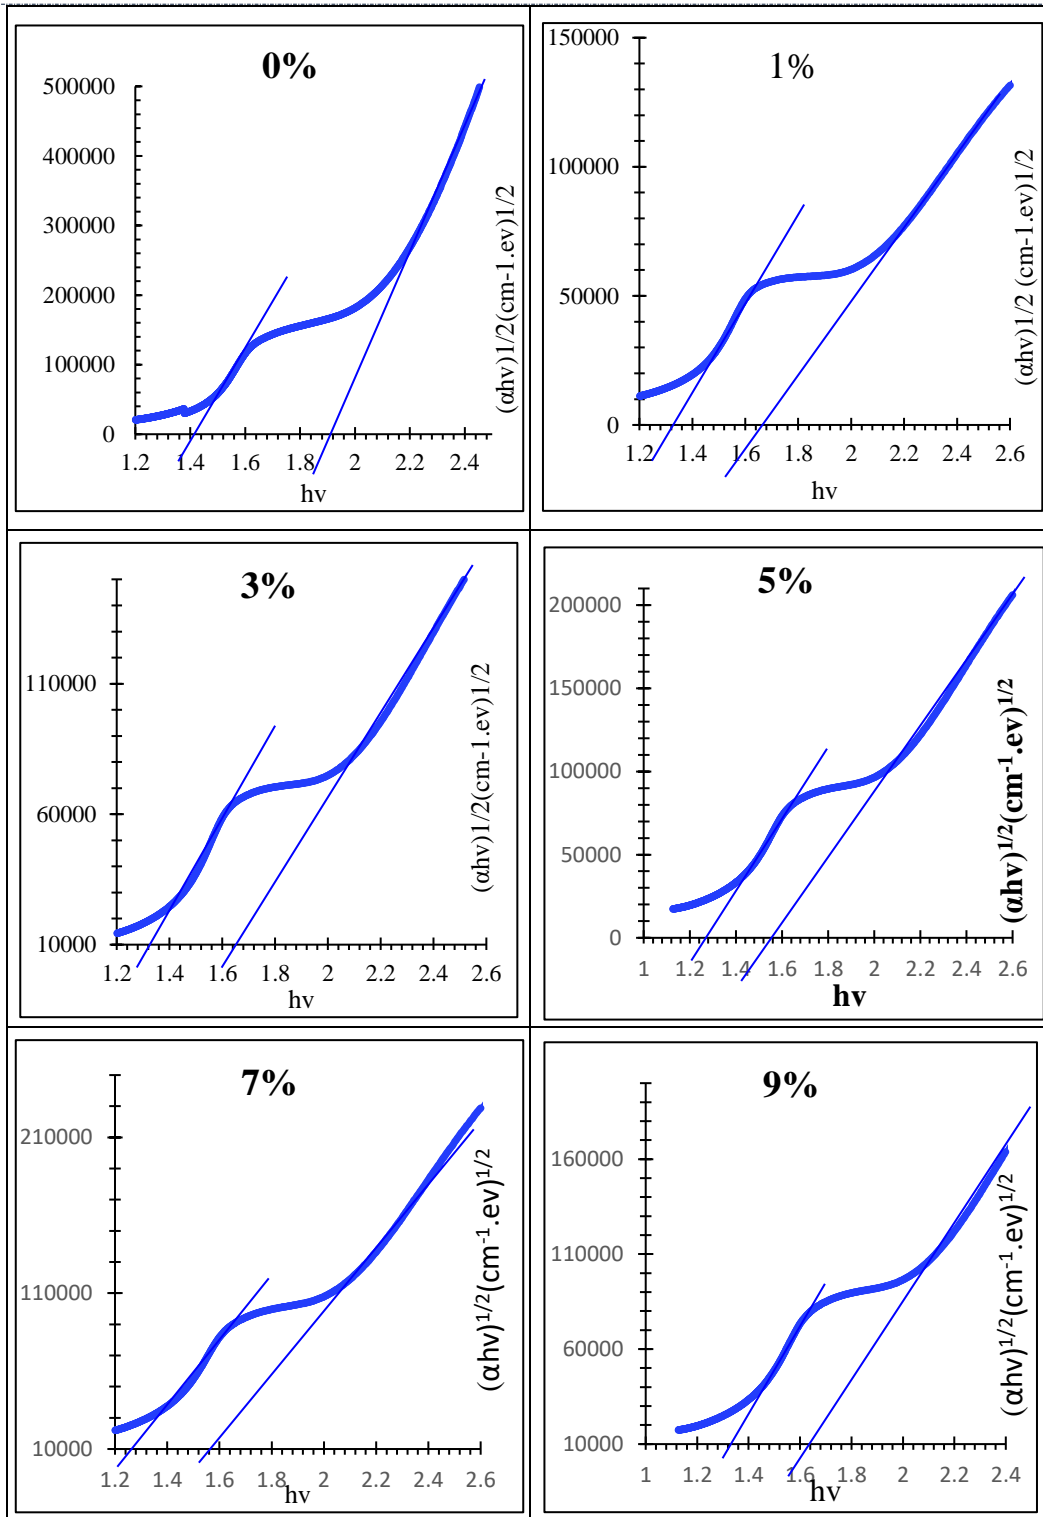 0%
500000
400000
300000
200000
100000
0
1.2 1.4 1.6 1.8 2 2.2 2.4
hv
(αhv)1/2(cm-1.ev)1/2
1%
150000
100000
50000
0
1.2 1.4 1.6 1.8 2 2.2 2.4 2.6
hv
(αhv)1/2 (cm-1.ev)1/2
3%
110000
60000
10000
1.2 1.4 1.6 1.8 2 2.2 2.4 2.6
hv
(αhv)1/2(cm-1.ev)1/2
5%
200000
150000
100000
50000
0
1 1.2 1.4 1.6 1.8 2 2.2 2.4 2.6
hv
(αhv)¹/²(cm⁻¹.ev)¹/²
7%
210000
110000
10000
1.2 1.4 1.6 1.8 2 2.2 2.4 2.6
hv
(αhv)¹/²(cm⁻¹.ev)¹/²
9%
160000
110000
60000
10000
1 1.2 1.4 1.6 1.8 2 2.2 2.4
hv
(αhv)¹/²(cm⁻¹.ev)¹/²